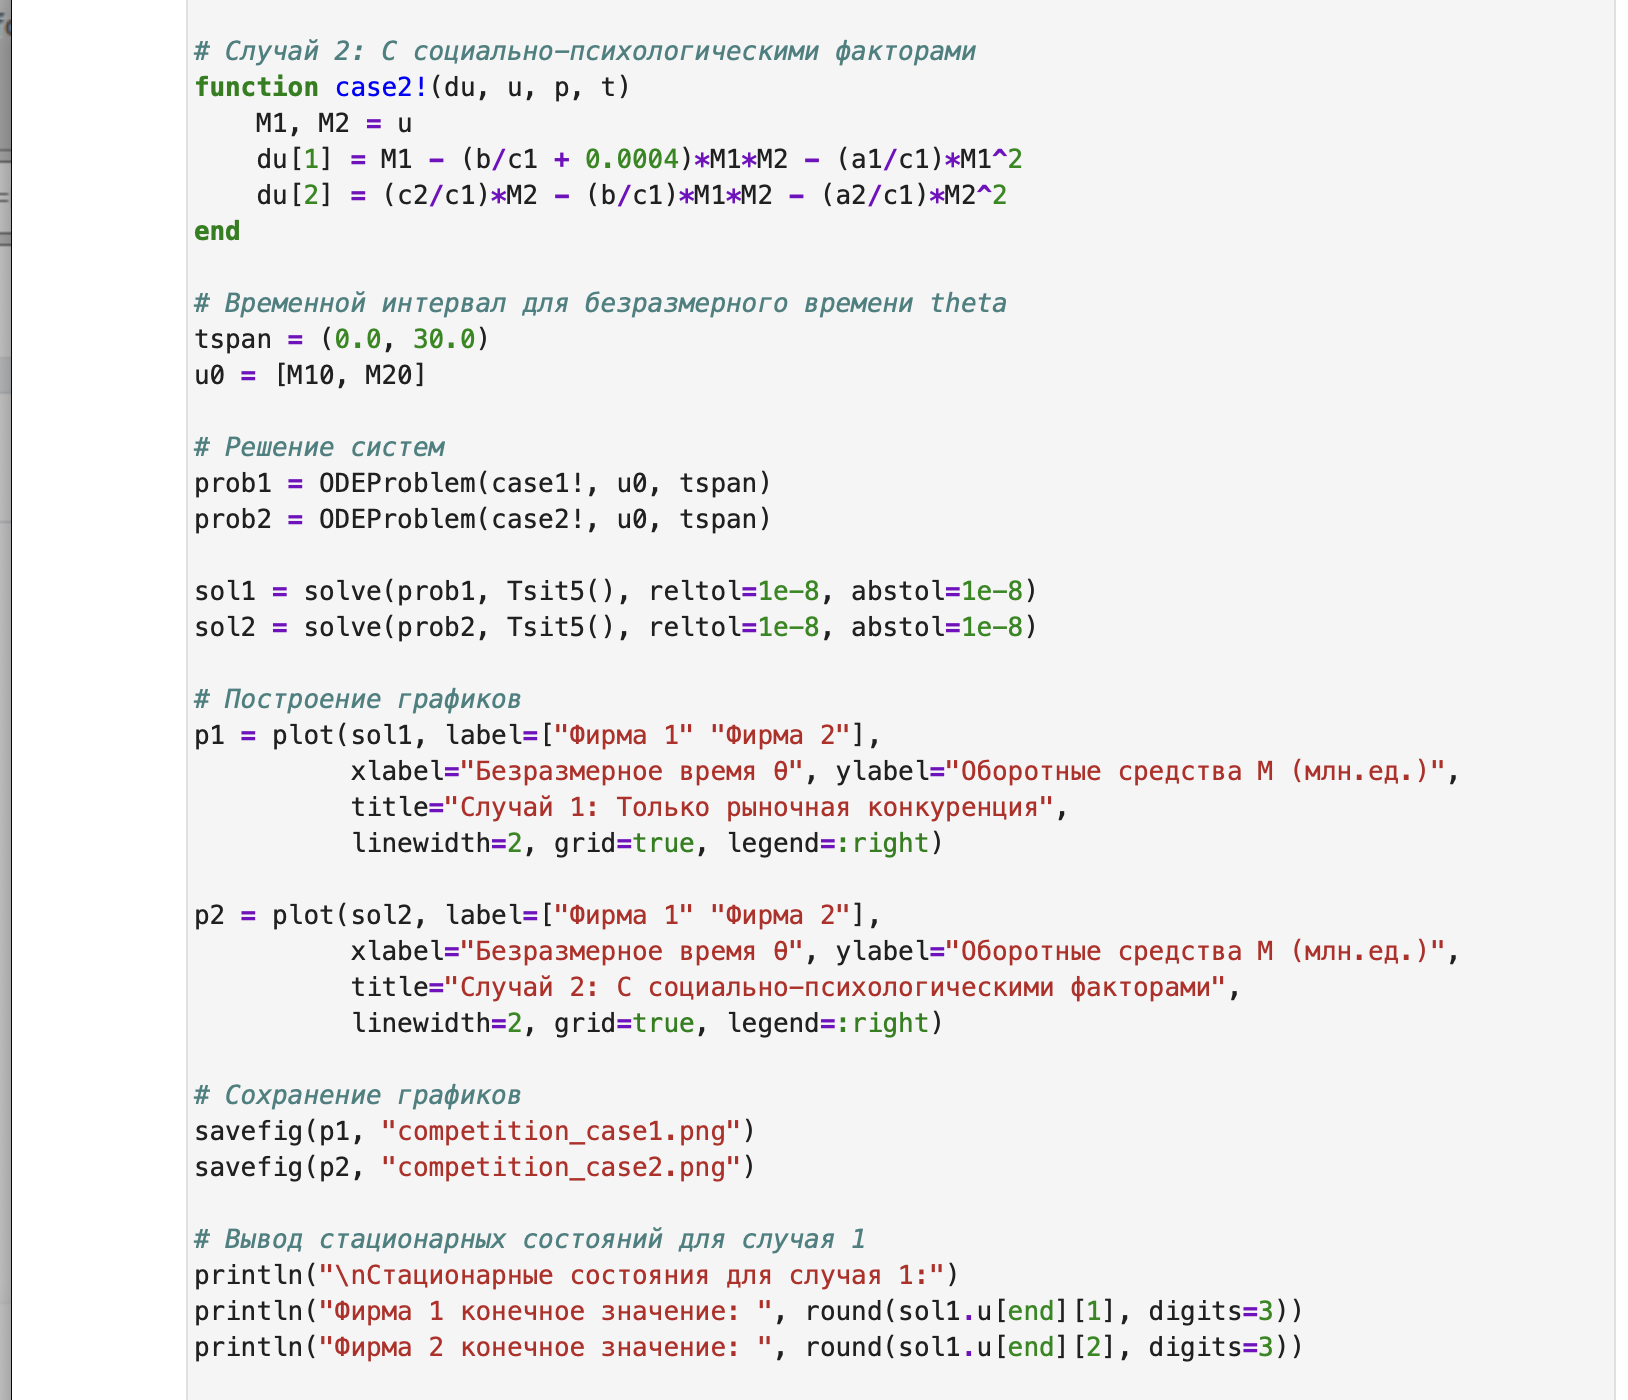 # Случай 2: С социально-психологическими факторами
function case2!(du, u, p, t)
    M1, M2 = u
    du[1] = M1 - (b/c1 + 0.0004)*M1*M2 - (a1/c1)*M1^2
    du[2] = (c2/c1)*M2 - (b/c1)*M1*M2 - (a2/c1)*M2^2
end

# Временной интервал для безразмерного времени theta
tspan = (0.0, 30.0)
u0 = [M10, M20]

# Решение систем
prob1 = ODEProblem(case1!, u0, tspan)
prob2 = ODEProblem(case2!, u0, tspan)

sol1 = solve(prob1, Tsit5(), reltol=1e-8, abstol=1e-8)
sol2 = solve(prob2, Tsit5(), reltol=1e-8, abstol=1e-8)

# Построение графиков
p1 = plot(sol1, label=["Фирма 1" "Фирма 2"],
          xlabel="Безразмерное время θ", ylabel="Оборотные средства M (млн.ед.)",
          title="Случай 1: Только рыночная конкуренция",
          linewidth=2, grid=true, legend=:right)

p2 = plot(sol2, label=["Фирма 1" "Фирма 2"],
          xlabel="Безразмерное время θ", ylabel="Оборотные средства M (млн.ед.)",
          title="Случай 2: С социально-психологическими факторами",
          linewidth=2, grid=true, legend=:right)

# Сохранение графиков
savefig(p1, "competition_case1.png")
savefig(p2, "competition_case2.png")

# Вывод стационарных состояний для случая 1
println("\nСтационарные состояния для случая 1:")
println("Фирма 1 конечное значение: ", round(sol1.u[end][1], digits=3))
println("Фирма 2 конечное значение: ", round(sol1.u[end][2], digits=3))